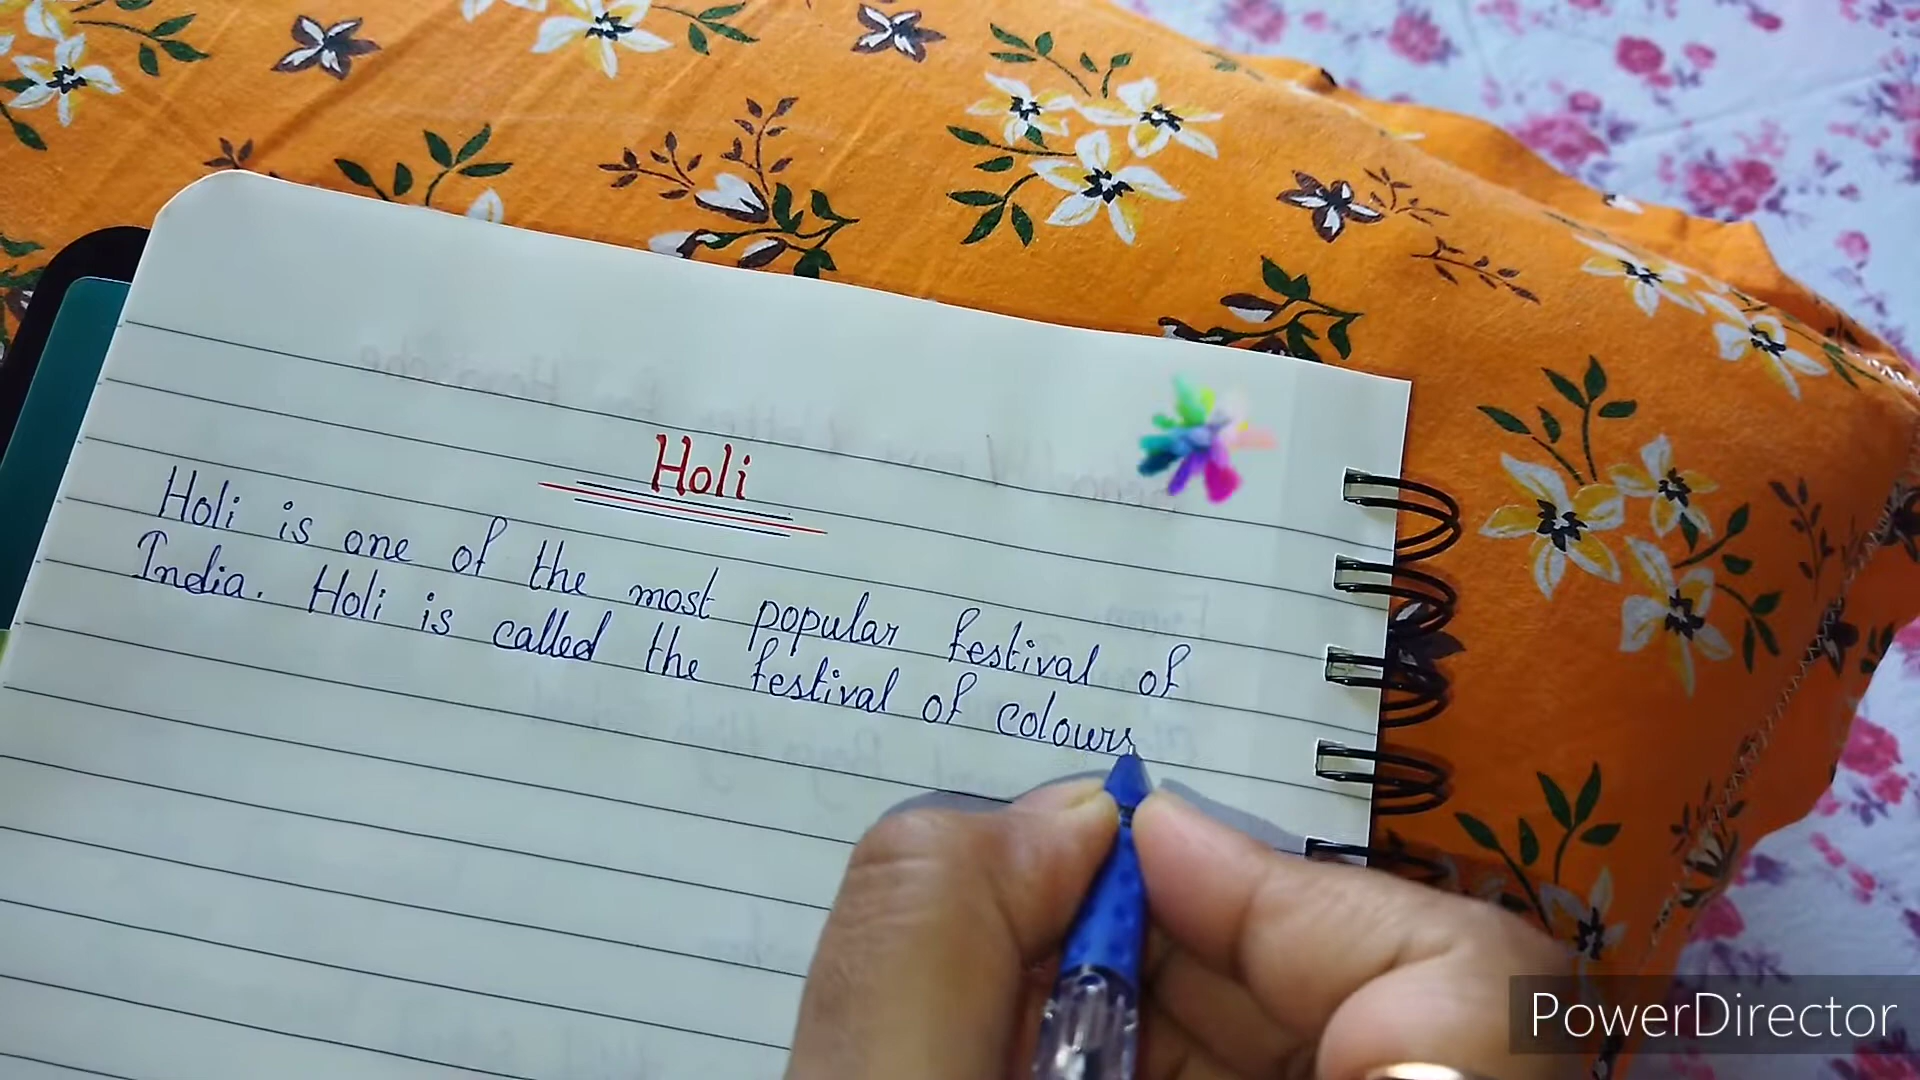 Holi
Holi is one of the most popular festival of
India. Holi is called the festival of colours
PowerDirector